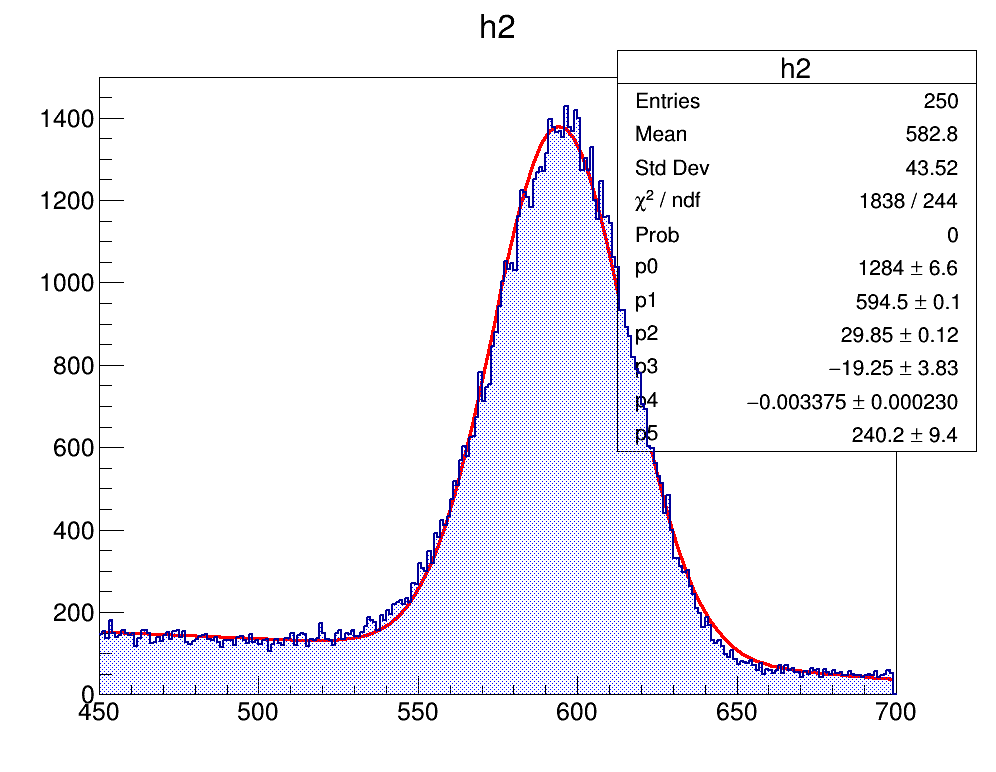 h2
h2
Entries 250
Mean 582.8
Std Dev 43.52
χ² / ndf 1838 / 244
Prob 0
p0 1284 ± 6.6
p1 594.5 ± 0.1
p2 29.85 ± 0.12
p3 −19.25 ± 3.83
p4 −0.003375 ± 0.000230
p5 240.2 ± 9.4
1400
1200
1000
800
600
400
200
0
450 500 550 600 650 700